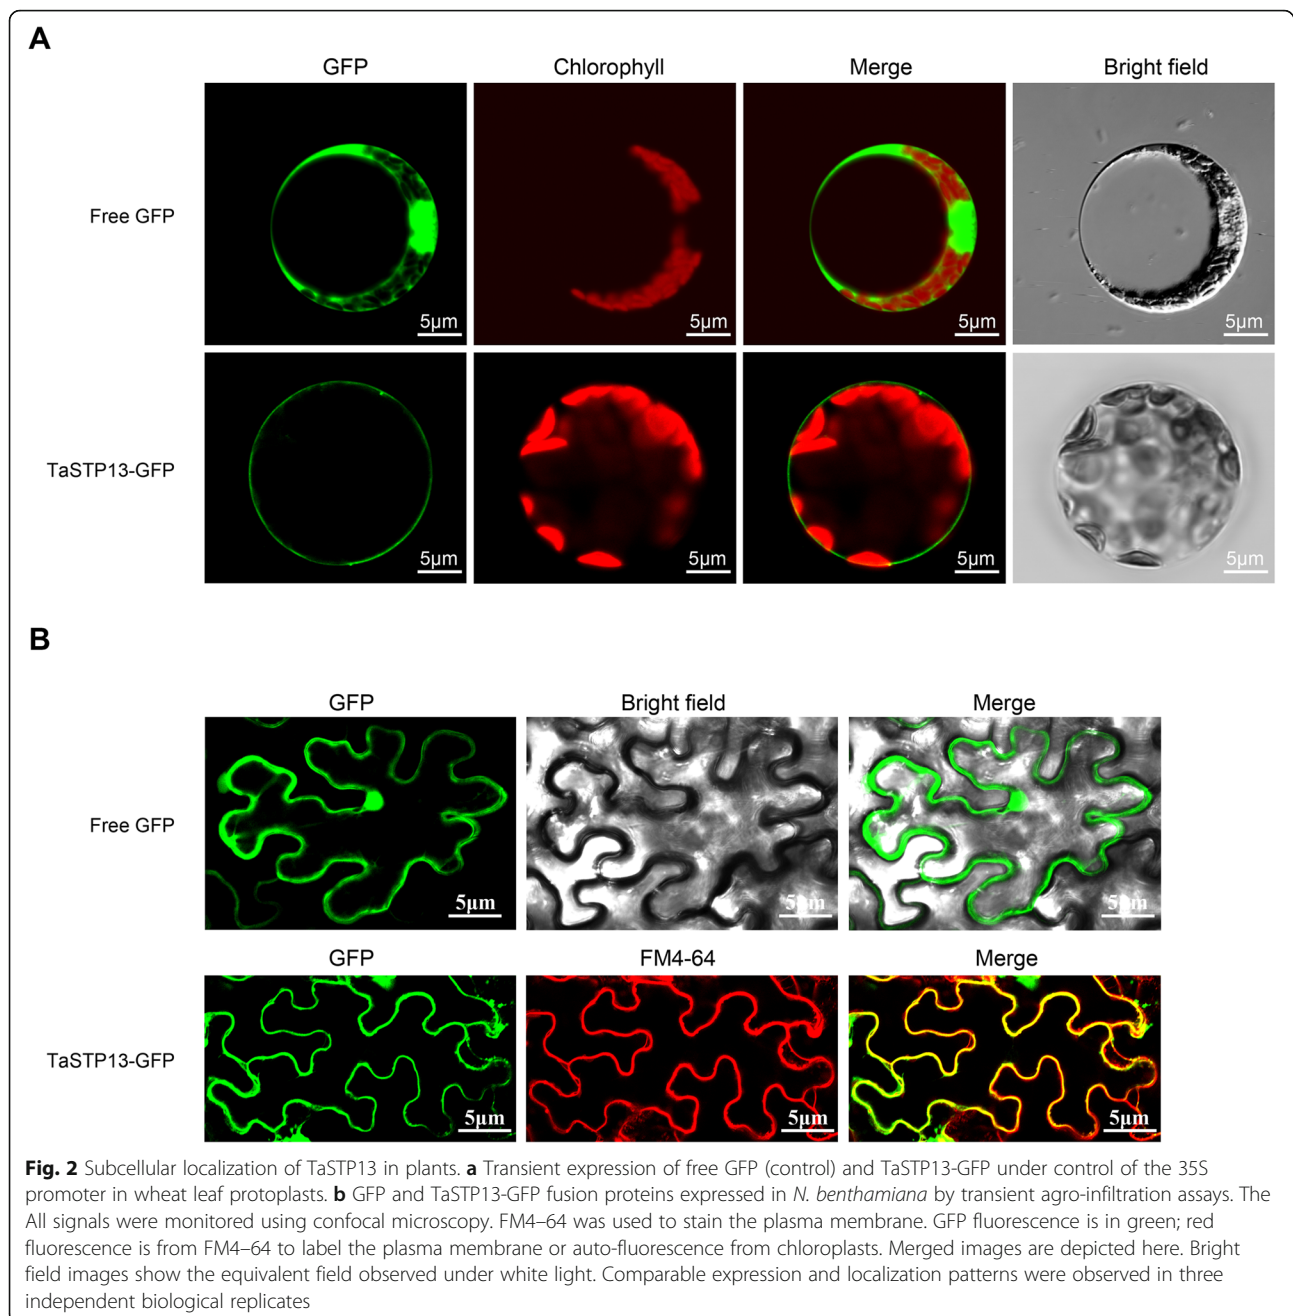 A
GFP Chlorophyll Merge Bright field
Free GFP
5µm 5µm 5µm 5µm
TaSTP13-GFP
5µm 5µm 5µm 5µm
B
GFP Bright field Merge
Free GFP
5µm 5µm 5µm
GFP FM4-64 Merge
TaSTP13-GFP
5µm 5µm 5µm
Fig. 2 Subcellular localization of TaSTP13 in plants. a Transient expression of free GFP (control) and TaSTP13-GFP under control of the 35S
promoter in wheat leaf protoplasts. b GFP and TaSTP13-GFP fusion proteins expressed in N. benthamiana by transient agro-infiltration assays. The
All signals were monitored using confocal microscopy. FM4–64 was used to stain the plasma membrane. GFP fluorescence is in green; red
fluorescence is from FM4–64 to label the plasma membrane or auto-fluorescence from chloroplasts. Merged images are depicted here. Bright
field images show the equivalent field observed under white light. Comparable expression and localization patterns were observed in three
independent biological replicates